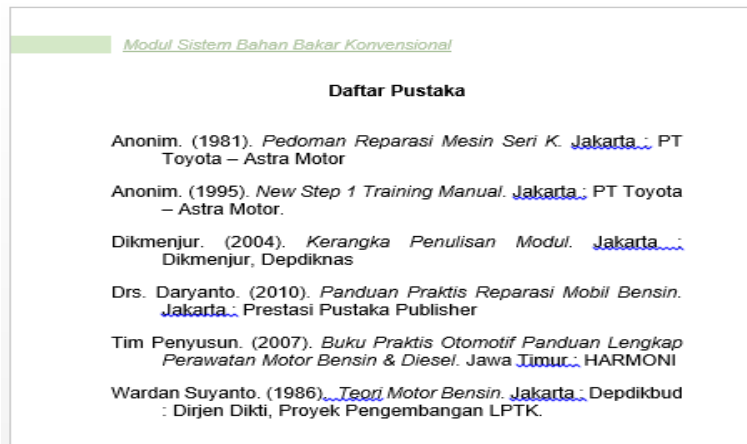 Modul Sistem Bahan Bakar Konvensional
Daftar Pustaka
Anonim. (1981). Pedoman Reparasi Mesin Seri K. Jakarta : PT
Toyota – Astra Motor
Anonim. (1995). New Step 1 Training Manual. Jakarta : PT Toyota
– Astra Motor.
Dikmenjur. (2004). Kerangka Penulisan Modul. Jakarta :
Dikmenjur, Depdiknas
Drs. Daryanto. (2010). Panduan Praktis Reparasi Mobil Bensin.
Jakarta : Prestasi Pustaka Publisher
Tim Penyusun. (2007). Buku Praktis Otomotif Panduan Lengkap
Perawatan Motor Bensin & Diesel. Jawa Timur : HARMONI
Wardan Suyanto. (1986). Teori Motor Bensin. Jakarta : Depdikbud
: Dirjen Dikti, Proyek Pengembangan LPTK.